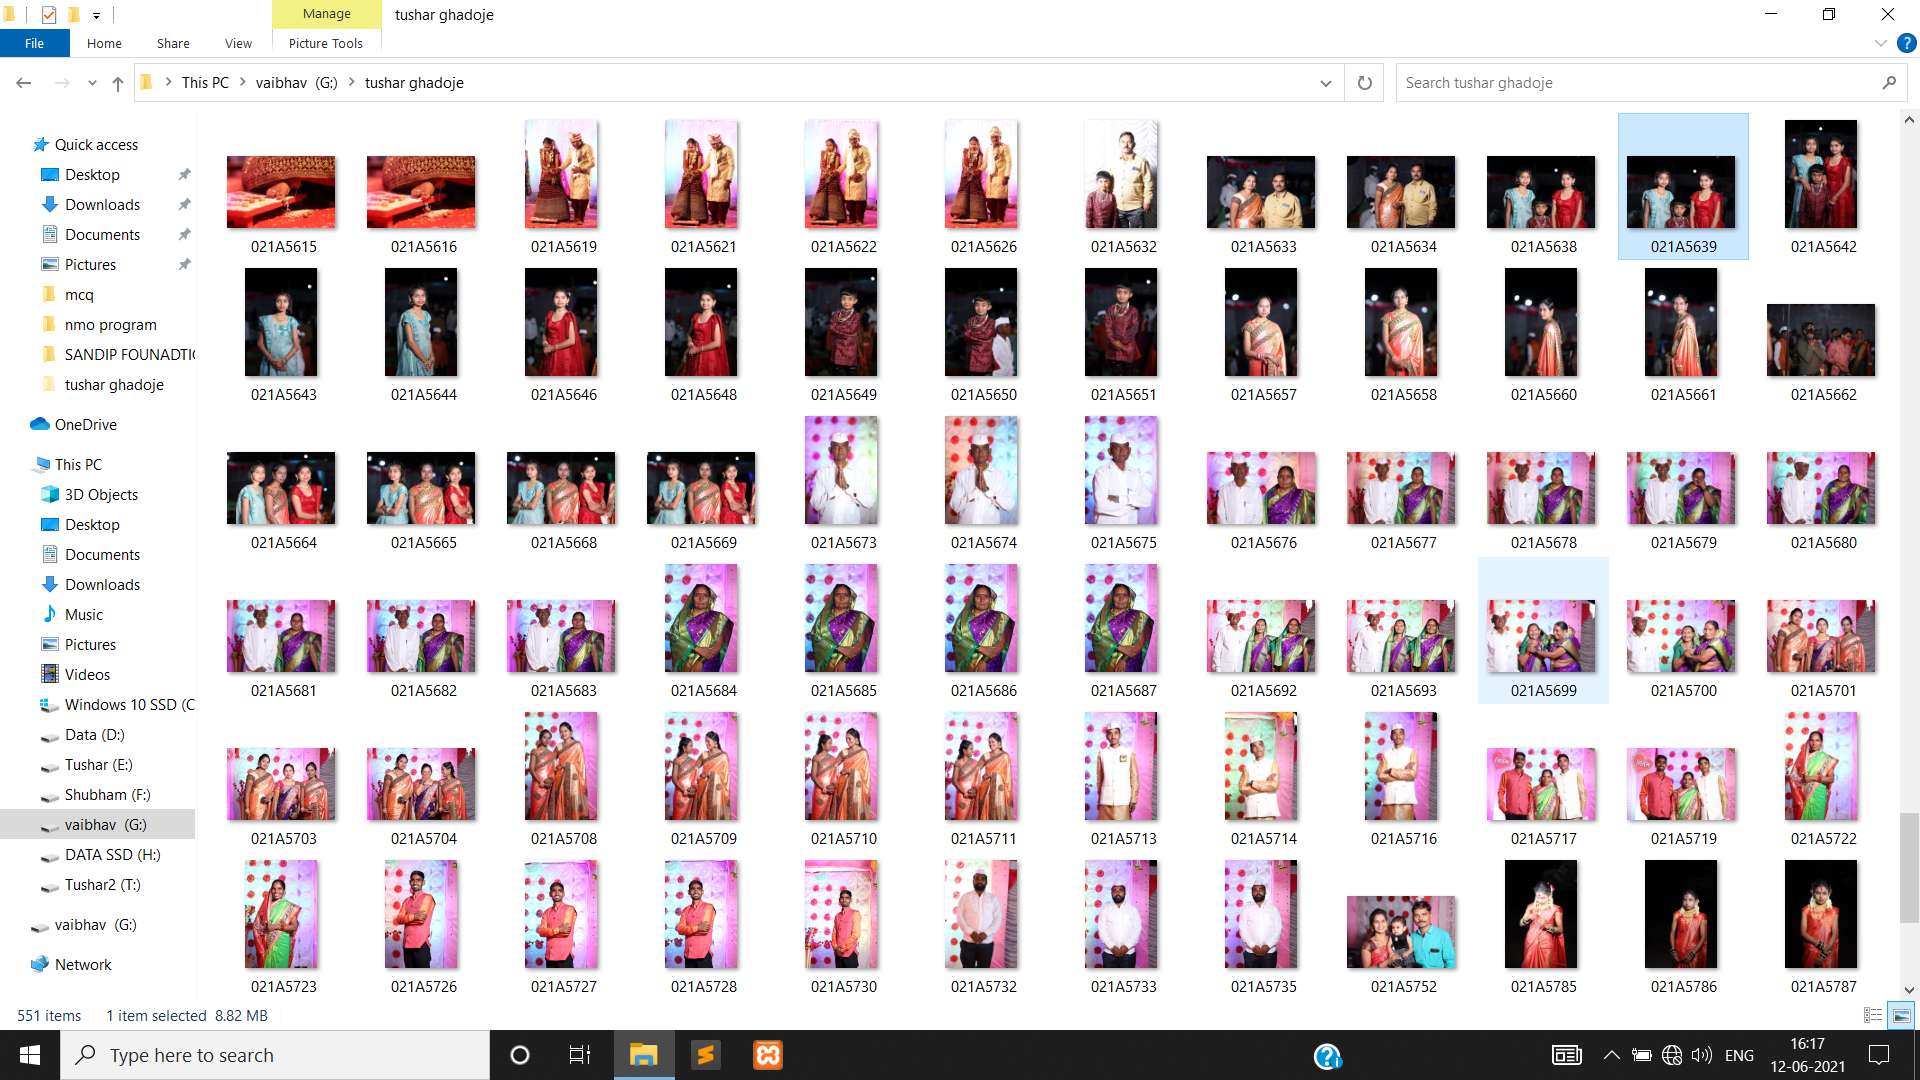 Manage
tushar ghadoje
File
Home
Share
View
Picture Tools
This PC
vaibhav (G:)
tushar ghadoje
Search tushar ghadoje
Quick access
Desktop
Downloads
Documents
Pictures
mcq
nmo program
SANDIP FOUNADTIO
tushar ghadoje
OneDrive
This PC
3D Objects
Desktop
Documents
Downloads
Music
Pictures
Videos
Windows 10 SSD (C
Data (D:)
Tushar (E:)
Shubham (F:)
vaibhav (G:)
DATA SSD (H:)
Tushar2 (T:)
vaibhav (G:)
Network
021A5615 021A5616 021A5619 021A5621 021A5622 021A5626 021A5632 021A5633 021A5634 021A5638 021A5639 021A5642
021A5643 021A5644 021A5646 021A5648 021A5649 021A5650 021A5651 021A5657 021A5658 021A5660 021A5661 021A5662
021A5664 021A5665 021A5668 021A5669 021A5673 021A5674 021A5675 021A5676 021A5677 021A5678 021A5679 021A5680
021A5681 021A5682 021A5683 021A5684 021A5685 021A5686 021A5687 021A5692 021A5693 021A5699 021A5700 021A5701
021A5703 021A5704 021A5708 021A5709 021A5710 021A5711 021A5713 021A5714 021A5716 021A5717 021A5719 021A5722
021A5723 021A5726 021A5727 021A5728 021A5730 021A5732 021A5733 021A5735 021A5752 021A5785 021A5786 021A5787
551 items 1 item selected 8.82 MB
Type here to search
ENG
16:17
12-06-2021